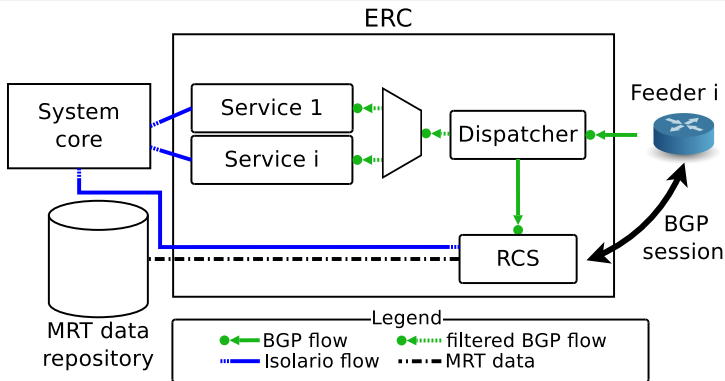 ERC
System
core
Service 1
Service i
Dispatcher
Feeder i
RCS
BGP
session
MRT data
repository
Legend
BGP flow
filtered BGP flow
Isolario flow
MRT data